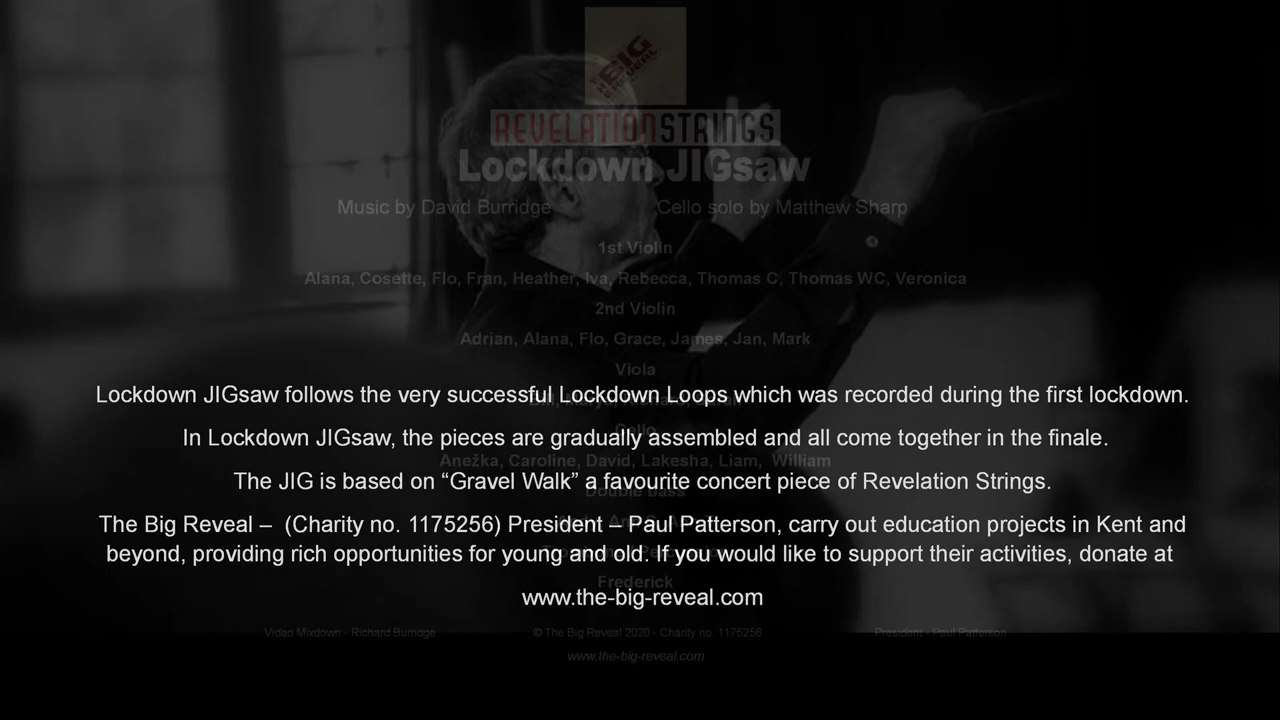 THE BIG REVEAL
REVELATIONSTRINGS
Lockdown JIGsaw
Music by David Burridge Cello solo by Matthew Sharp
1st Violin
Alana, Cosette, Flo, Fran, Heather, Iva, Rebecca, Thomas C, Thomas WC, Veronica
2nd Violin
Adrian, Alana, Flo, Grace, James, Jan, Mark
Viola
Lockdown JIGsaw follows the very successful Lockdown Loops which was recorded during the first lockdown.
Cello
In Lockdown JIGsaw, the pieces are gradually assembled and all come together in the finale.
Anežka, Caroline, David, Lakesha, Liam, William
The JIG is based on “Gravel Walk” a favourite concert piece of Revelation Strings.
Double bass
The Big Reveal – (Charity no. 1175256) President – Paul Patterson, carry out education projects in Kent and
beyond, providing rich opportunities for young and old. If you would like to support their activities, donate at
Frederick
www.the-big-reveal.com
Video Mixdown - Richard Burridge © The Big Reveal 2020 - Charity no. 1175256 President - Paul Patterson
www.the-big-reveal.com